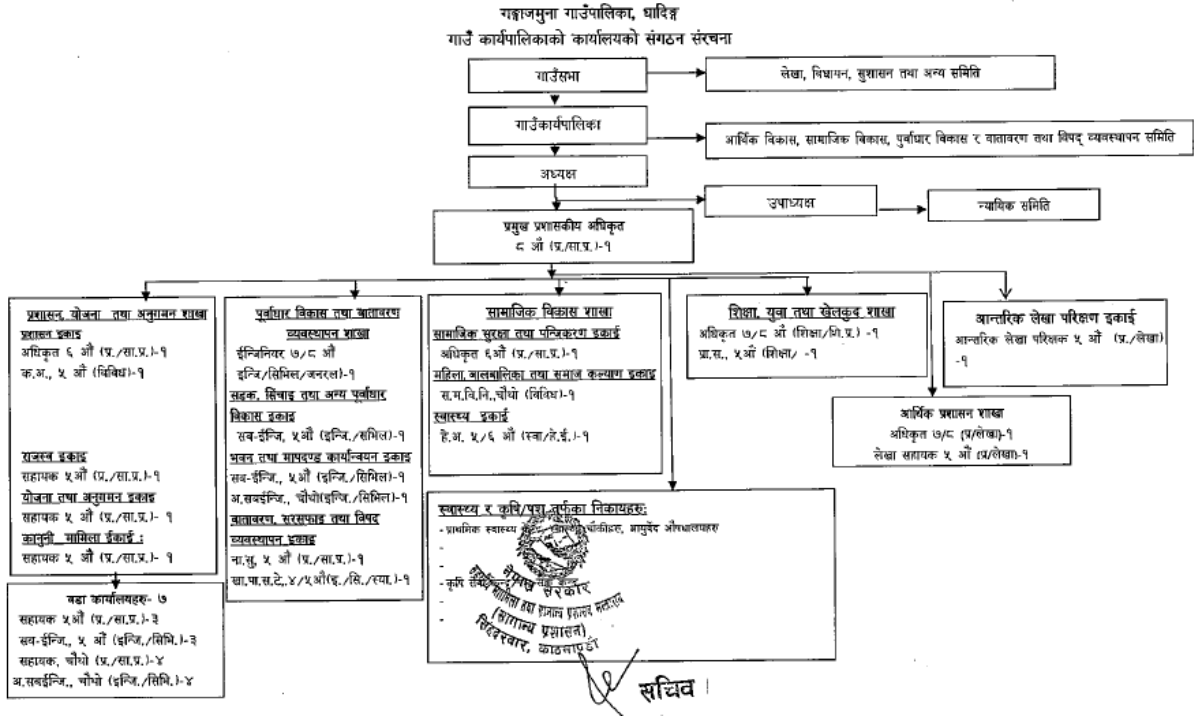 गङ्गाजमुना गाउँपालिका, धादिङ्ग
गाउँ कार्यपालिकाको कार्यालयको संगठन संरचना
गाउँसभा
लेखा, विधायन, सुशासन तथा अन्य समिति
गाउँकार्यपालिका
आर्थिक विकास, सामाजिक विकास, पुर्वाधार विकास र वातावरण तथा विपद् व्यवस्थापन समिति
अध्यक्ष
उपाध्यक्ष
न्यायिक समिति
प्रमुख प्रशासकीय अधिकृत
८ औं (प्र./सा.प्र.)-१
प्रशासन, योजना तथा अनुगमन शाखा
प्रशासन इकाइ
अधिकृत ६ औं (प्र./सा.प्र.)-१
क.अ., ५ औं (विविध)-१
राजस्व इकाइ
सहायक ५औं (प्र./सा.प्र.)-१
योजना तथा अनुगमन इकाइ
सहायक ५ औं (प्र./सा.प्र.)- १
कानुनी मामिला ईकाई :
सहायक ५ औं (प्र./सा.प्र.)- १
वडा कार्यालयहरु- ७
सहायक ५औं (प्र./सा.प्र.)-३
सव-ईन्जि., ५ औं (इन्जि./सिभि.)-३
सहायक, चौथो (प्र./सा.प्र.)-४
अ.सबईन्जि., चौथो (इन्जि./सिभि.)-४
पूर्वाधार विकास तथा वातावरण
व्यवस्थापन शाखा
ईन्जिनियर ७/८ औं
इन्जि/सिभिल/जनरल)-१
सडक, सिंचाइ तथा अन्य पूर्वाधार
विकास इकाइ
सव-ईन्जि, ५औं (इन्जि./सभिल)-१
भवन तथा मापदण्ड कार्यान्वयन इकाइ
सव-ईन्जि., ५औं (इन्जि./सिभिल)-१
अ.सबईन्जि., चौथो(इन्जि./सिभिल)-१
वातावरण, सरसफाइ तथा विपद
व्यवस्थापन इकाइ
ना.सु, ५ औं (प्र./सा.प्र.)-१
खा.पा.स.टे.,४/५औं(इ./सि./स्या.)-१
सामाजिक विकास शाखा
सामाजिक सुरक्षा तथा पन्जिकरण इकाई
अधिकृत ६औं (प्र./सा.प्र.)-१
महिला,बालबालिका तथा समाज कल्याण इकाइ
स.म.वि.नि.,चौथो (विविध)-१
स्वास्थ्य इकाई
हे.अ. ५/६ औं (स्वा/हे.ई.)-१
शिक्षा, युवा तथा खेलकुद शाखा
अधिकृत ७/८ औं (शिक्षा/शि.प्र.) -१
प्रा.स., ५औं (शिक्षा/ -१
आन्तरिक लेखा परिक्षण इकाई
आन्तरिक लेखा परिक्षक ५ औं (प्र./लेखा)
-१
आर्थिक प्रशासन शाखा
अधिकृत ७/८ (प्र/लेखा)-१
लेखा सहायक ५ औं (प्र/लेखा)-१
स्वास्थ्य र कृषि/पशु तर्फका निकायहरु:
-प्राथमिक स्वास्थ्य चौकीहरु, आयुर्वेद औषधालयहरु
-
-
- कृषि
-
-
नेपाल सरकार
संघीय मामिला तथा सामान्य प्रशासन मन्त्रालय
(सामान्य प्रशासन)
सिंहदरबार, काठमाण्डौं
सचिव